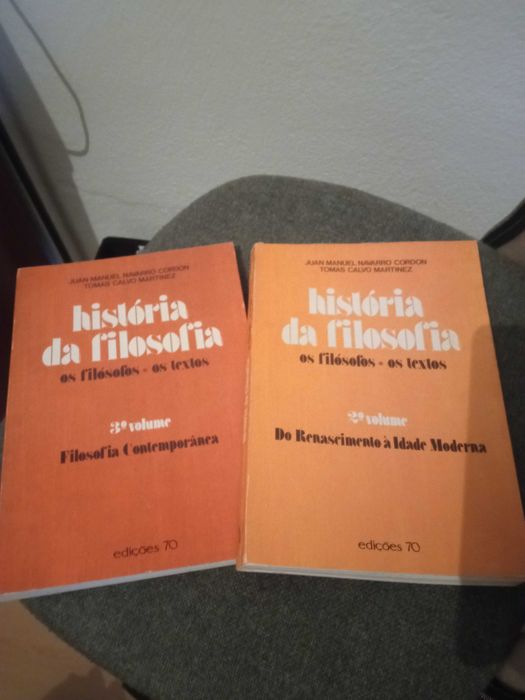 JUAN MANUEL NAVARRO CORDON
TOMAS CALVO MARTINEZ
história
da filosofia
os filósofos • os textos
3º volume
Filosofia Contemporânea
edições 70
JUAN MANUEL NAVARRO CORDON
TOMAS CALVO MARTINEZ
história
da filosofia
os filósofos • os textos
2º volume
Do Renascimento à Idade Moderna
edições 70